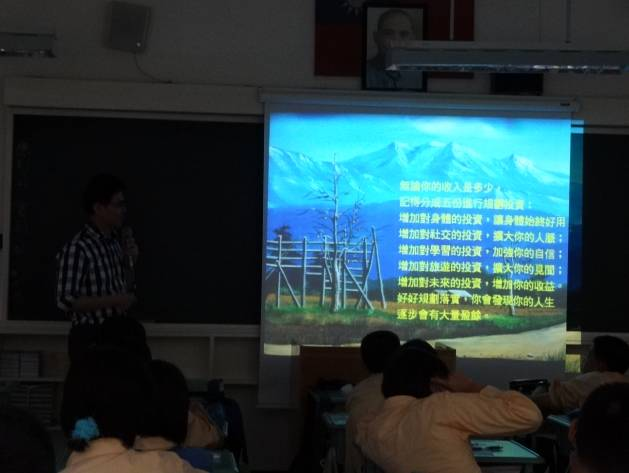 無論你的收入是多少，
記得分成五份進行規劃投資：
增加對身體的投資，讓身體始終好用
增加對社交的投資，擴大你的人脈；
增加對學習的投資，加強你的自信；
增加對旅遊的投資，擴大你的見聞；
增加對未來的投資，增加你的收益。
好好規劃落實，你會發現你的人生
逐步會有大量盈餘。